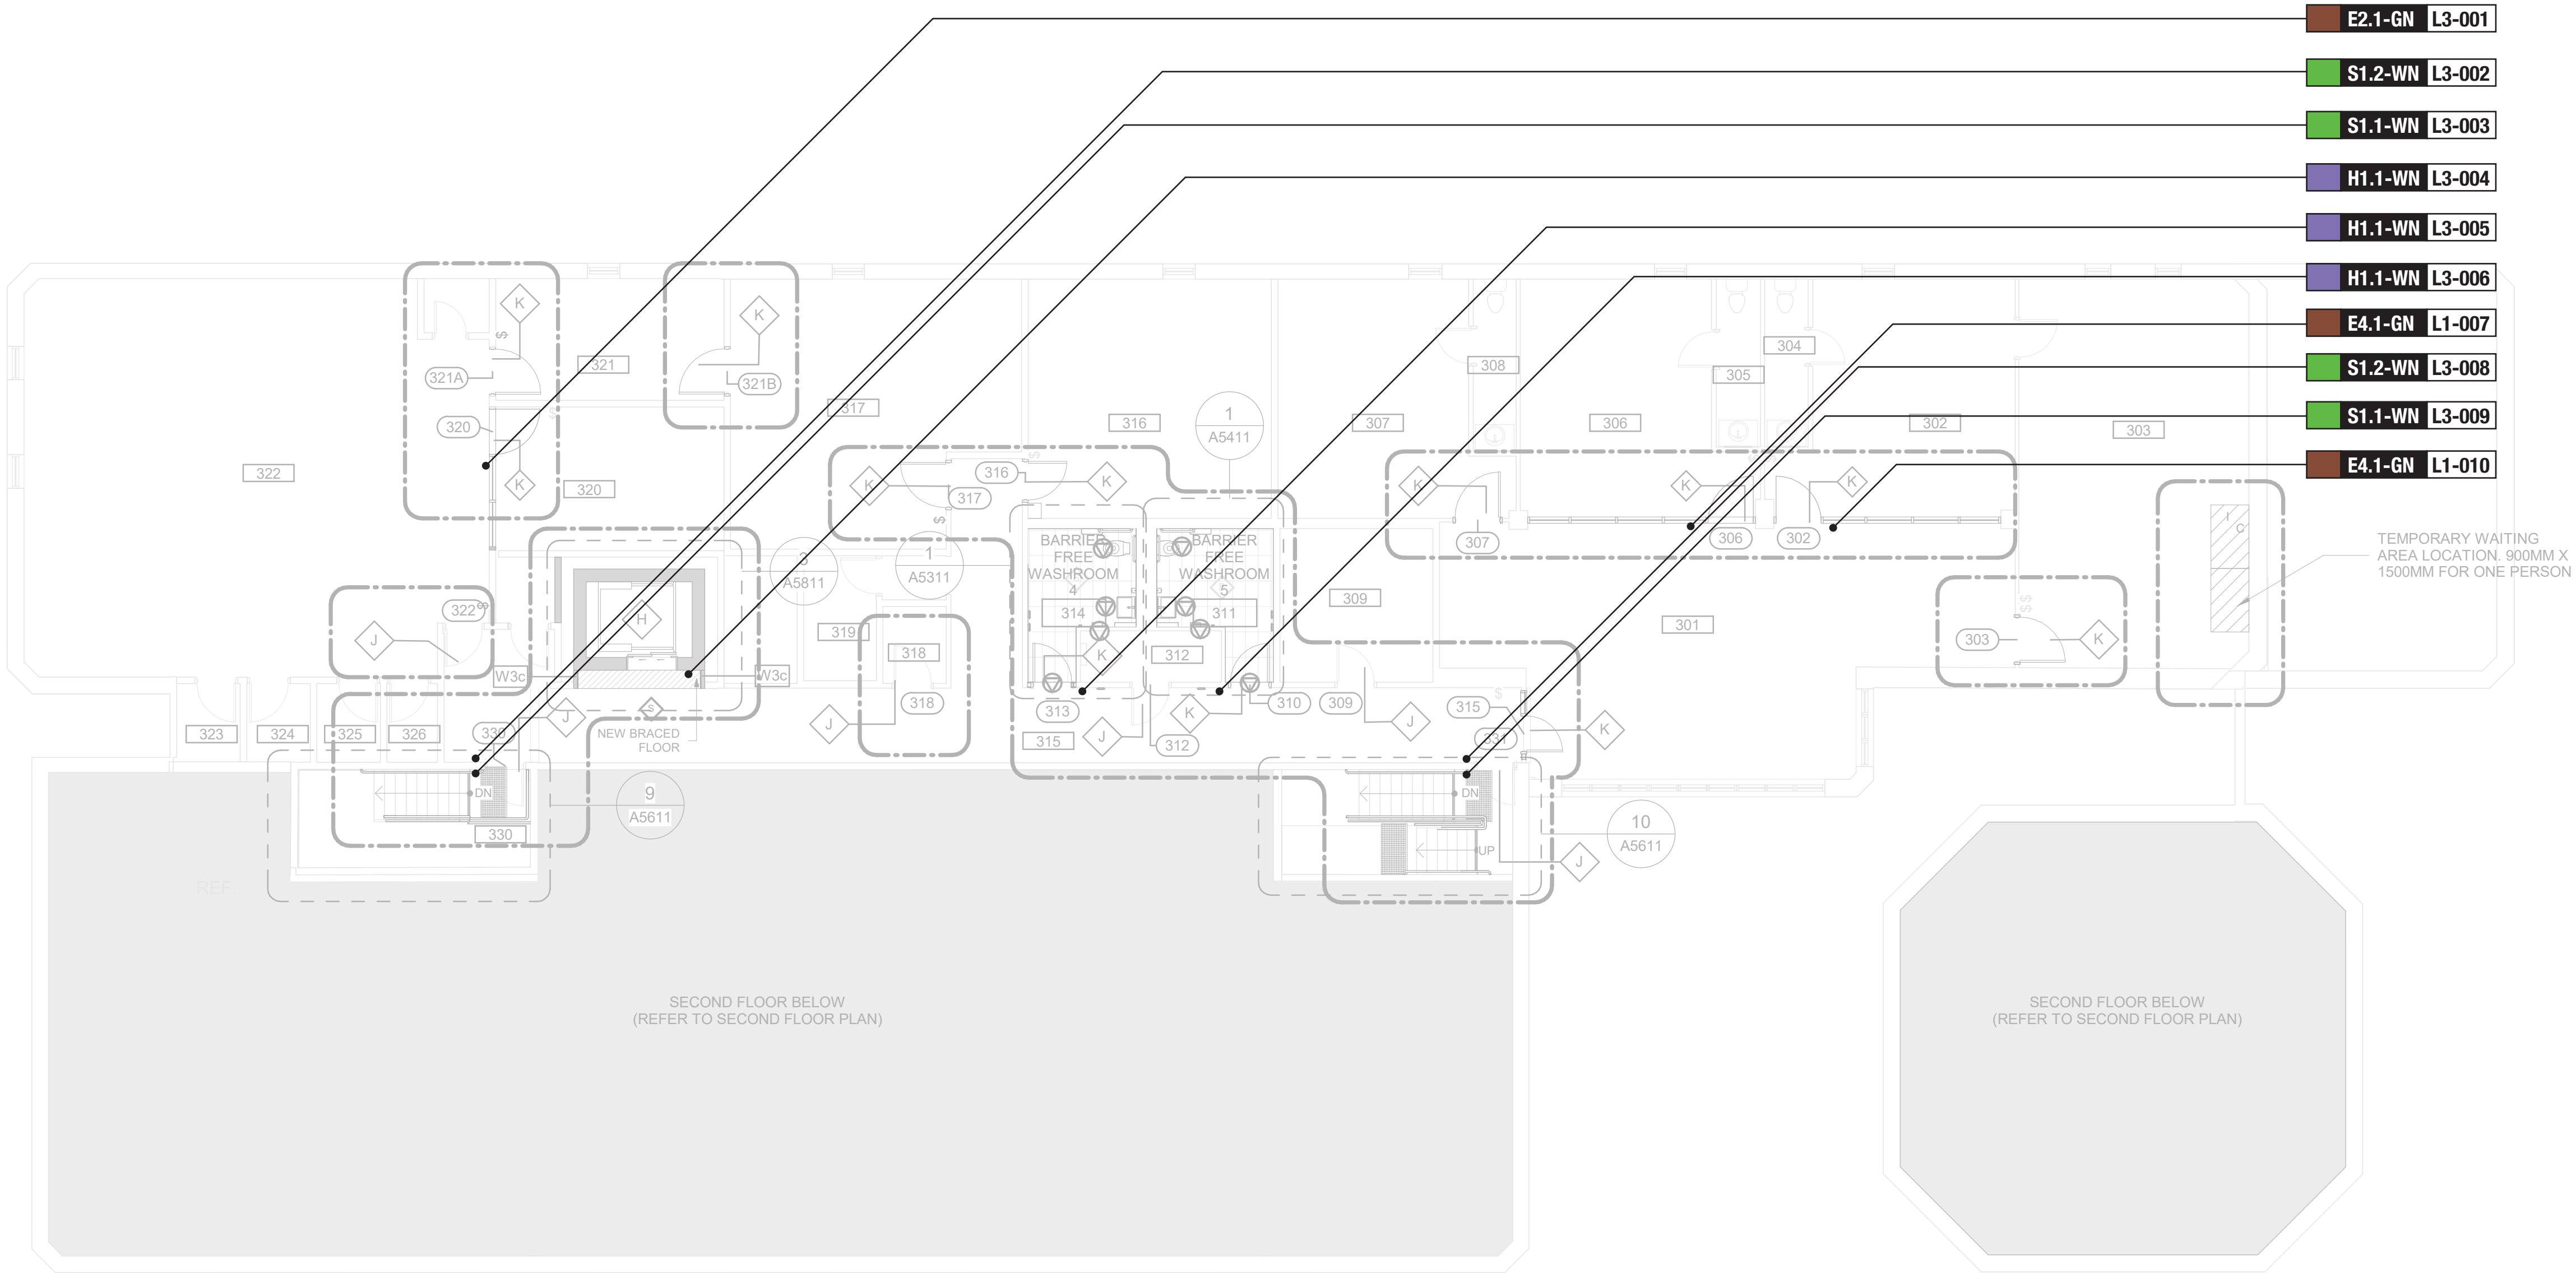 E2.1-GN L3-001
S1.2-WN L3-002
S1.1-WN L3-003
H1.1-WN L3-004
H1.1-WN L3-005
H1.1-WN L3-006
E4.1-GN L1-007
S1.2-WN L3-008
S1.1-WN L3-009
E4.1-GN L1-010
K
K
$
321
321A
321B
320
$
K
322
320
317
316
1
A5411
307
308
306
305
304
302
303
K
317
316
$
K
$
K
307
K
306
K
302
I
C
TEMPORARY WAITING
AREA LOCATION. 900MM X
1500MM FOR ONE PERSON
3
A5811
1
A5311
BARRIER
FREE
WASHROOM
4
314
BARRIER
FREE
WASHROOM
5
311
309
301
322
$
J
H
W3c
W3c
319
318
K
312
$
$
303
K
J
318
313
K
310
309
J
315
$
K
323
324
325
326
330
J
S
NEW BRACED
FLOOR
315
J
312
331
DN
330
9
A5611
DN
UP
10
A5611
J
REF
SECOND FLOOR BELOW
(REFER TO SECOND FLOOR PLAN)
SECOND FLOOR BELOW
(REFER TO SECOND FLOOR PLAN)